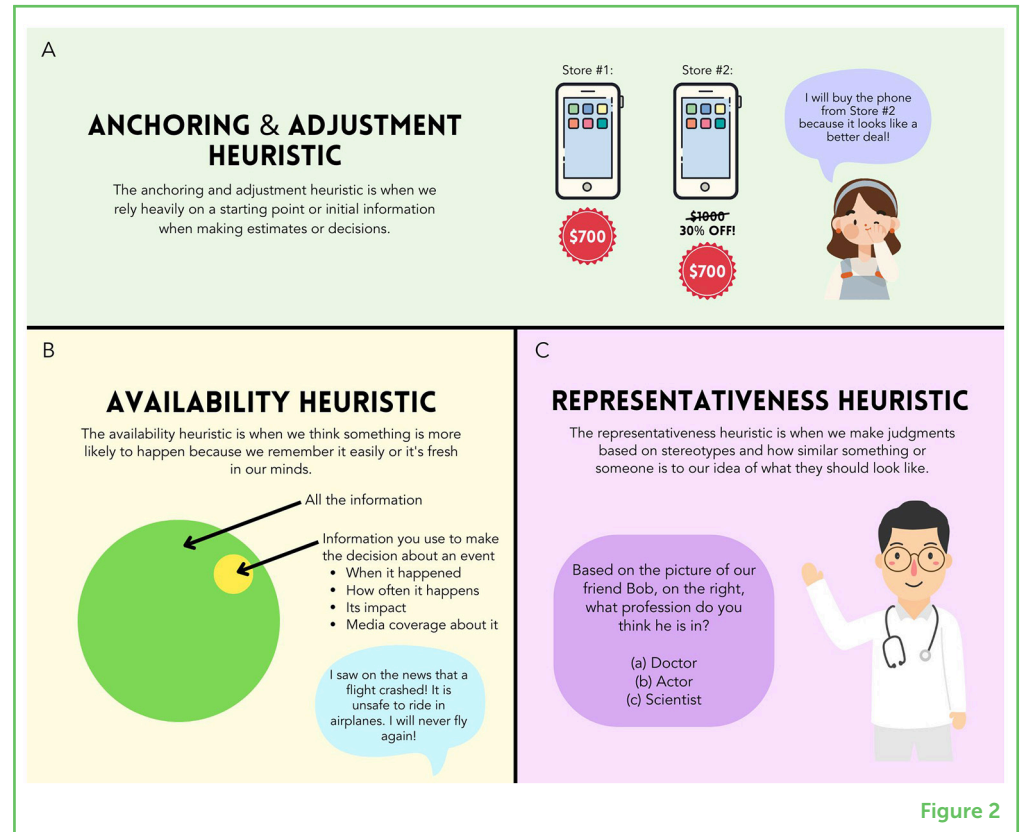 A
ANCHORING & ADJUSTMENT
HEURISTIC
The anchoring and adjustment heuristic is when we
rely heavily on a starting point or initial information
when making estimates or decisions.
Store #1:
$700
Store #2:
$1000
30% OFF!
$700
I will buy the phone
from Store #2
because it looks like a
better deal!
B
AVAILABILITY HEURISTIC
The availability heuristic is when we think something is more
likely to happen because we remember it easily or it's fresh
in our minds.
All the information
Information you use to make
the decision about an event
• When it happened
• How often it happens
• Its impact
• Media coverage about it
I saw on the news that a
flight crashed! It is
unsafe to ride in
airplanes. I will never fly
again!
C
REPRESENTATIVENESS HEURISTIC
The representativeness heuristic is when we make judgments
based on stereotypes and how similar something or
someone is to our idea of what they should look like.
Based on the picture of our
friend Bob, on the right,
what profession do you
think he is in?
(a) Doctor
(b) Actor
(c) Scientist
Figure 2